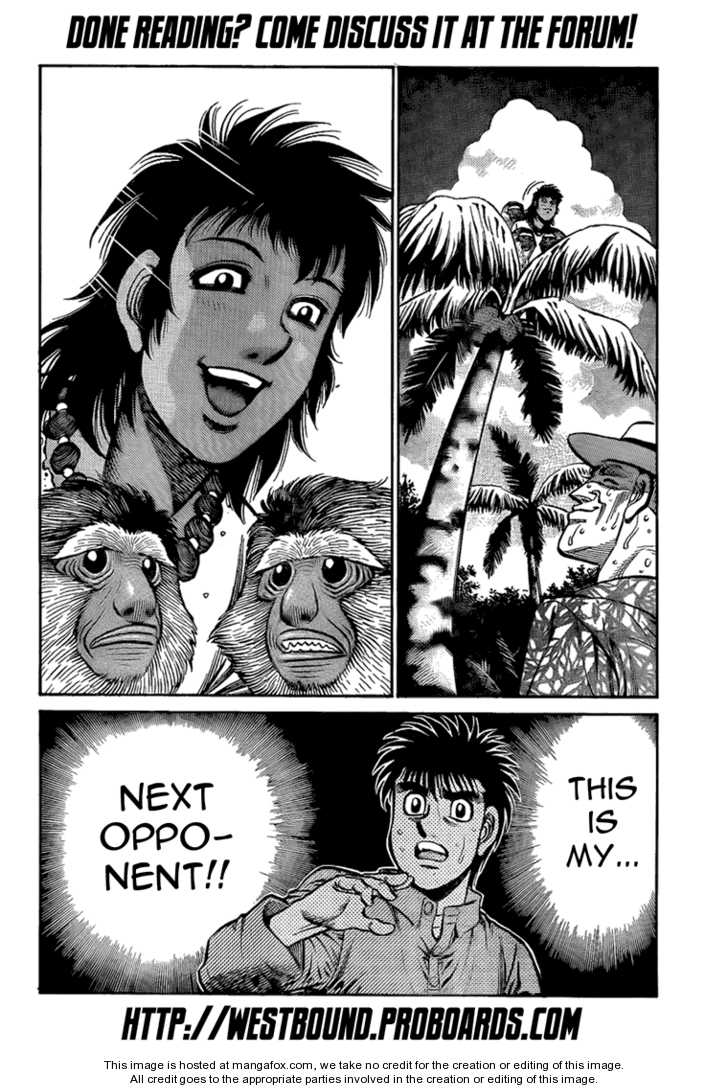 DONE READING? COME DISCUSS IT AT THE FORUM!
THIS
IS
MY...
NEXT
OPPO-
NENT!!
HTTP://WESTBOUND.PROBOARDS.COM
This image is hosted at mangafox.com, we take no credit for the creation or editing of this image.
All credit goes to the appropriate parties involved in the creation or editing of this image.